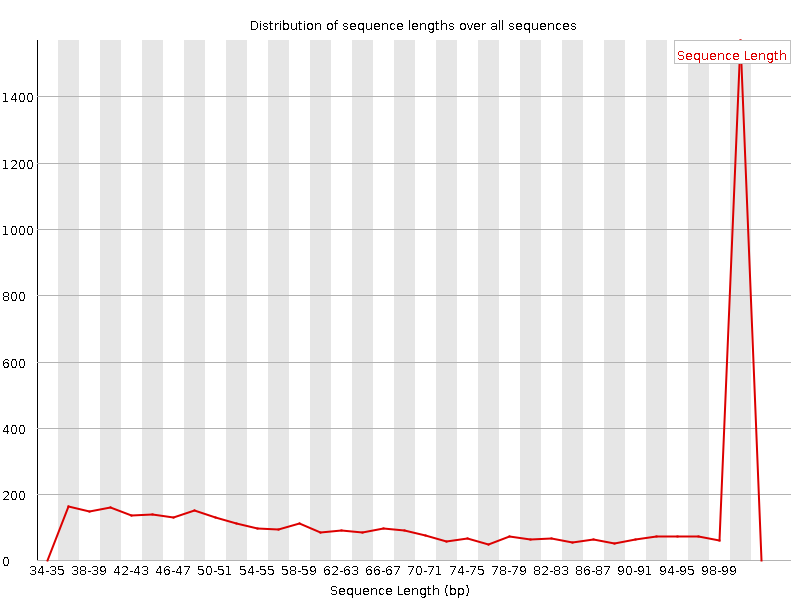 Distribution of sequence lengths over all sequences
Sequence Length
1400
1200
1000
800
600
400
200
0
34-35 38-39 42-43 46-47 50-51 54-55 58-59 62-63 66-67 70-71 74-75 78-79 82-83 86-87 90-91 94-95 98-99
Sequence Length (bp)